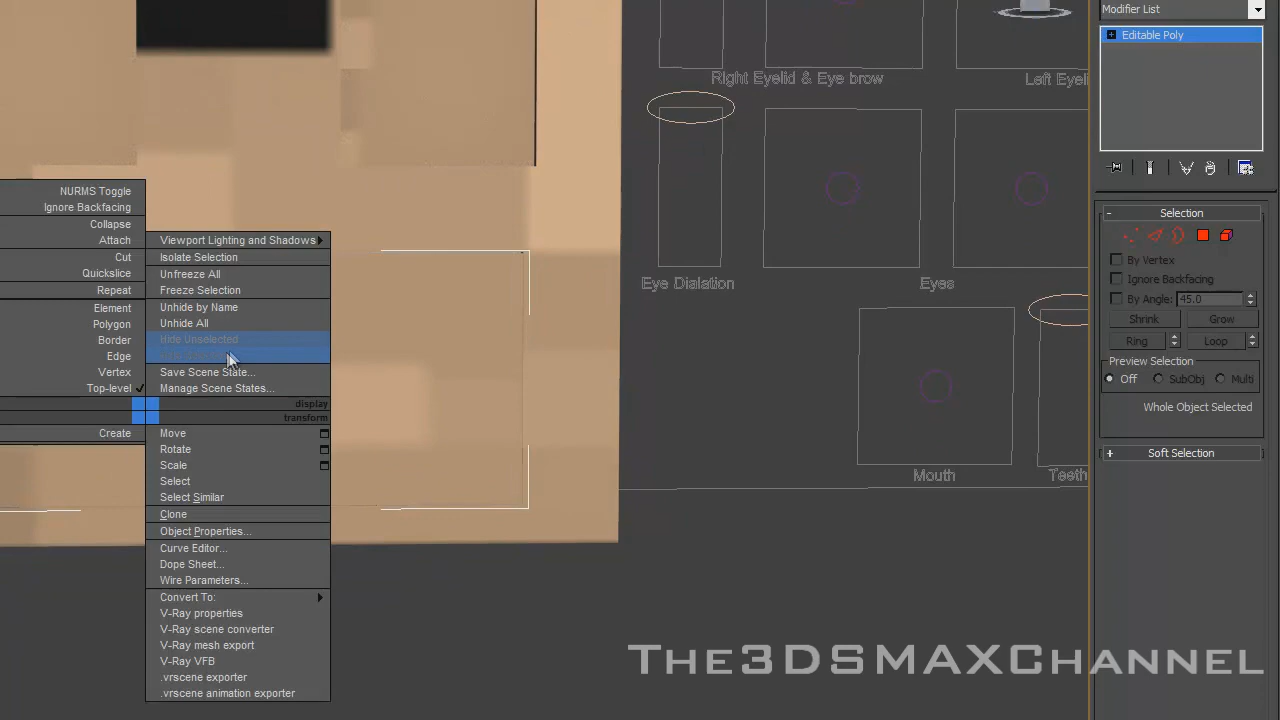 Modifier List
Editable Poly
Right Eyelid & Eye brow
Left Eyeli
Eye Dialation
Eyes
Mouth
Teeth
NURMS Toggle
Ignore Backfacing
Collapse
Attach
Cut
Quickslice
Repeat
Element
Polygon
Border
Edge
Vertex
Top-level
Create
Viewport Lighting and Shadows
Isolate Selection
Unfreeze All
Freeze Selection
Unhide by Name
Unhide All
Hide Unselected
Save Scene State...
Manage Scene States...
display
transform
Move
Rotate
Scale
Select
Select Similar
Clone
Object Properties...
Curve Editor...
Dope Sheet...
Wire Parameters...
Convert To:
V-Ray properties
V-Ray scene converter
V-Ray mesh export
V-Ray VFB
.vrscene exporter
.vrscene animation exporter
- Selection
By Vertex
Ignore Backfacing
By Angle: 45.0
Shrink Grow
Ring Loop
Preview Selection
Off SubObj Multi
Whole Object Selected
+ Soft Selection
The3DSMAXChannel